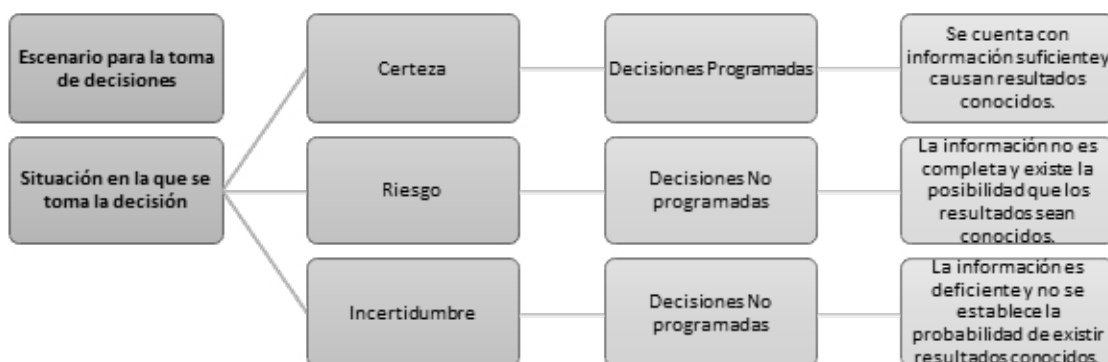 Escenario para la toma
de decisiones
Certeza
Decisiones Programadas
Se cuenta con
información suficientey
causan resultados
conocidos.
Situación en la que se
toma la decisión
Riesgo
Decisiones No
programadas
La información no es
completa y existe la
posibilidad que los
resultados sean
conocidos.
Incertidumbre
Decisiones No
programadas
La información es
deficiente y no se
establece la
probabilidad de existir
resultados conocidos.